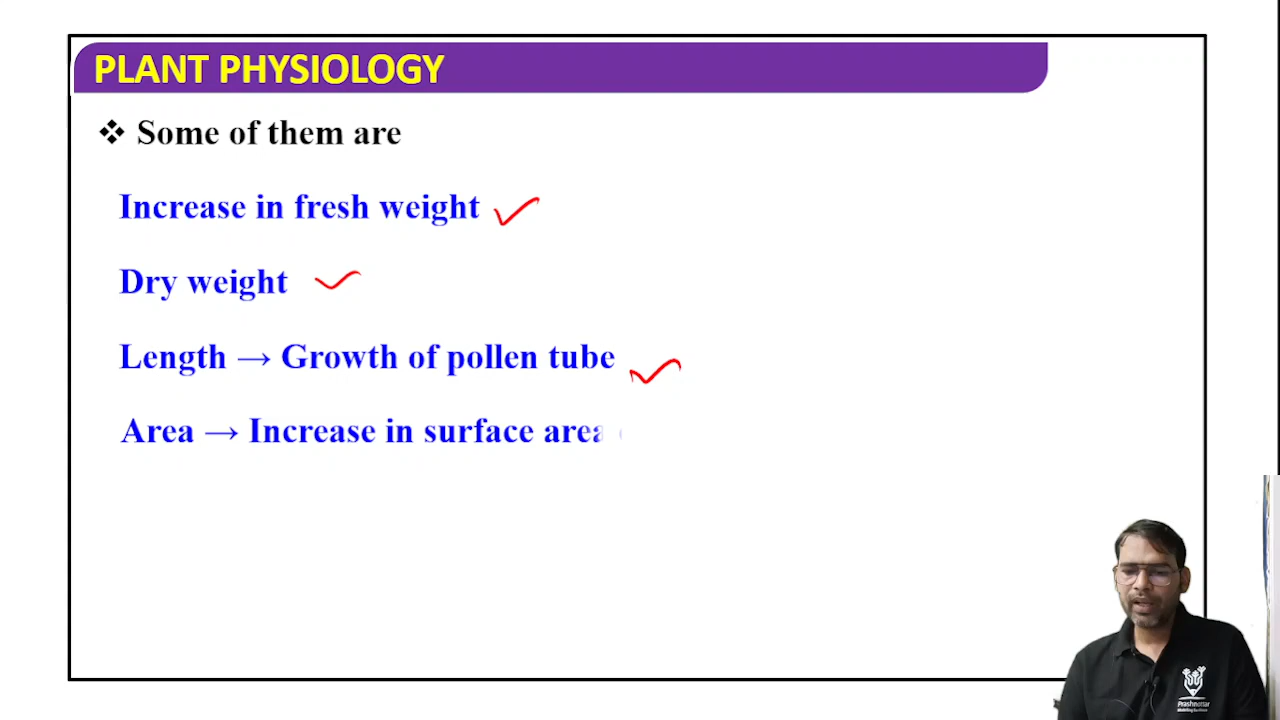 PLANT PHYSIOLOGY
❖ Some of them are
Increase in fresh weight
Dry weight
Length → Growth of pollen tube
Area → Increase in surface area
Prashnottar